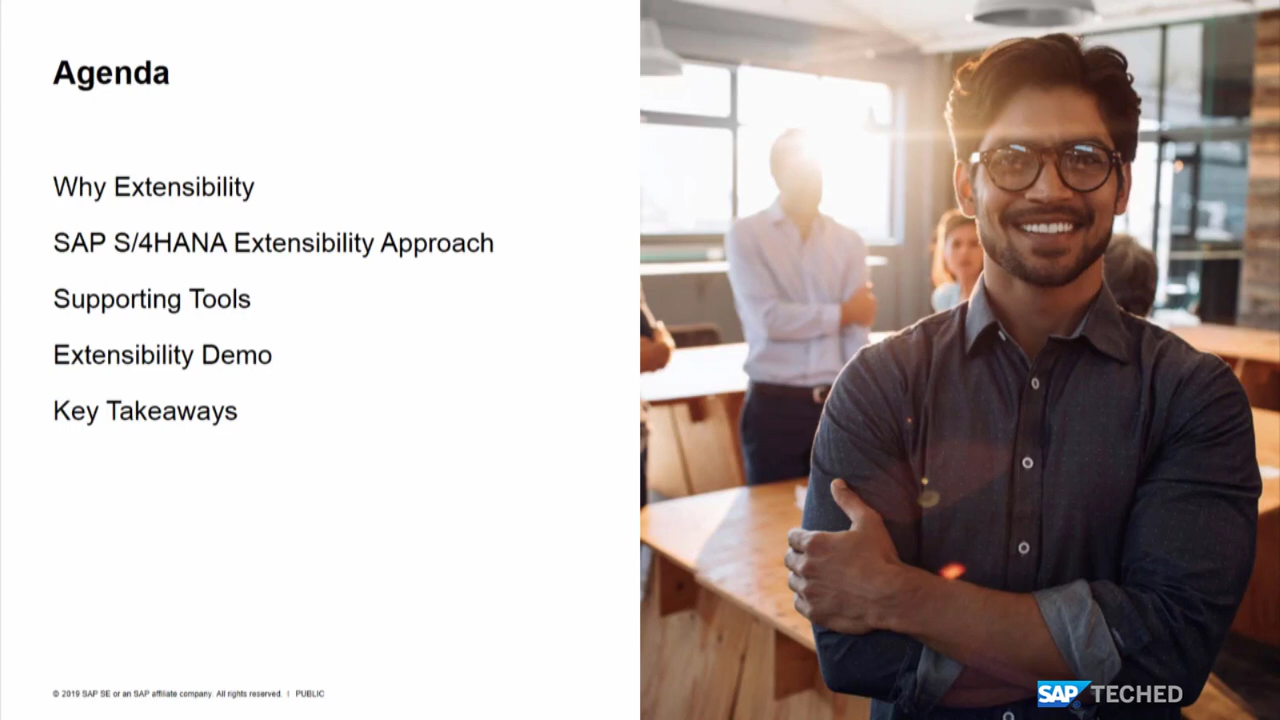 Agenda
Why Extensibility
SAP S/4HANA Extensibility Approach
Supporting Tools
Extensibility Demo
Key Takeaways
© 2019 SAP SE or an SAP affiliate company. All rights reserved. | PUBLIC
SAP TECHED